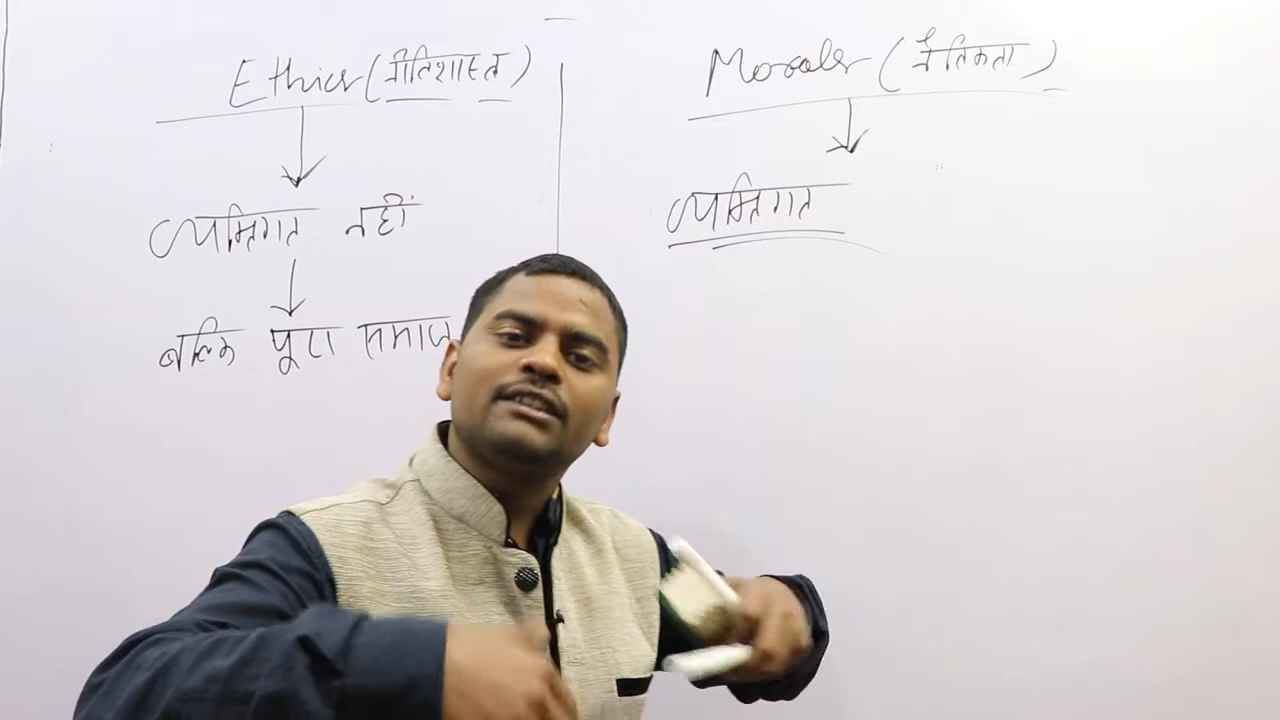 Ethics (नीतिशास्त्र)
व्यक्तिगत नहीं
बल्कि पूरा समाज
Morals (नैतिकता)
व्यक्तिगत